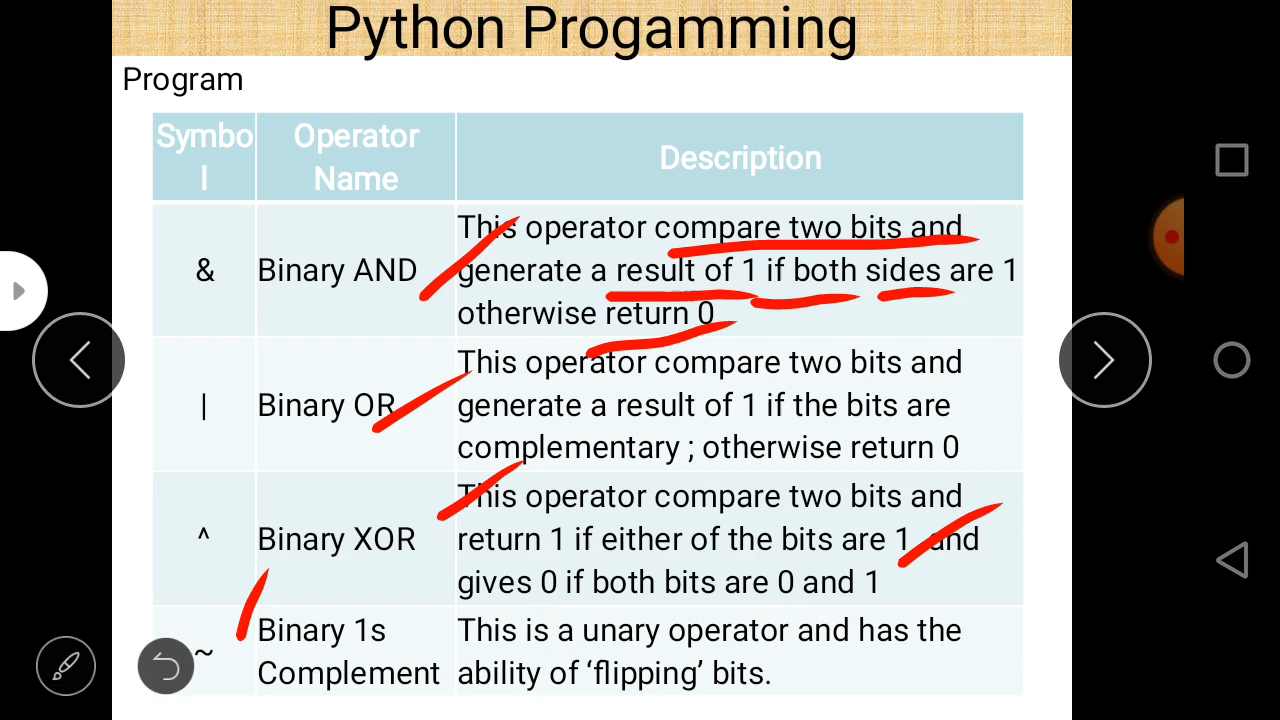 Python Progamming
Program
Symbo
l
Operator
Name
Description
&
Binary AND
This operator compare two bits and
generate a result of 1 if both sides are 1
otherwise return 0
|
Binary OR
This operator compare two bits and
generate a result of 1 if the bits are
complementary ; otherwise return 0
^
Binary XOR
This operator compare two bits and
return 1 if either of the bits are 1 and
gives 0 if both bits are 0 and 1
~
Binary 1s
Complement
This is a unary operator and has the
ability of ‘flipping’ bits.